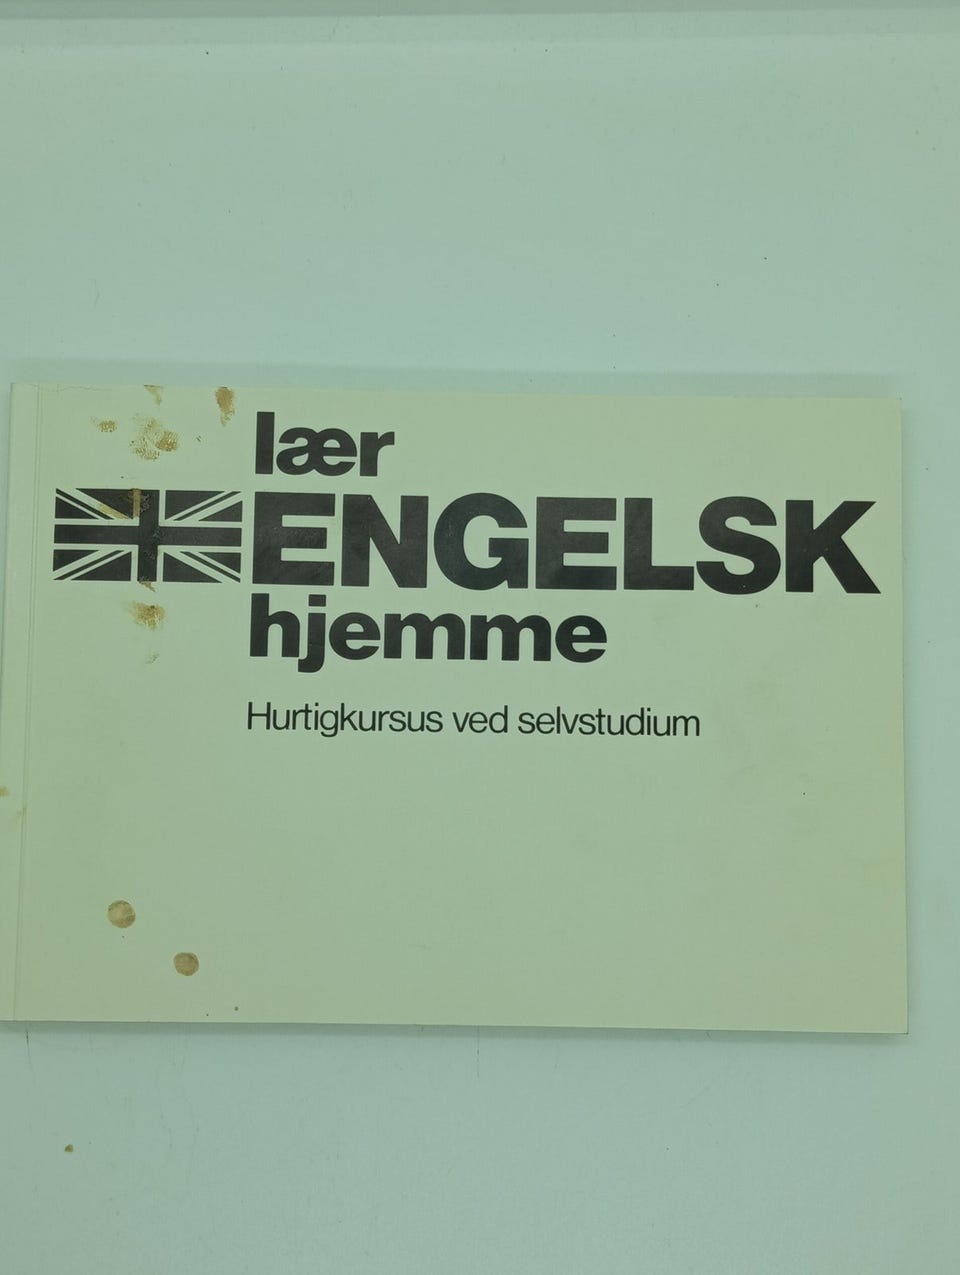 lær
ENGELSK
hjemme
Hurtigkursus ved selvstudium